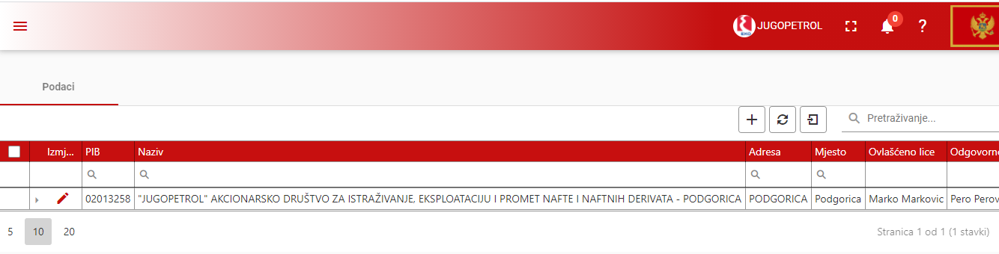 EKO JUGOPETROL 0 ?
Podaci
Pretraživanje...
Izmj... PIB Naziv Adresa Mjesto Ovlašćeno lice Odgovorno
02013258 "JUGOPETROL" AKCIONARSKO DRUŠTVO ZA ISTRAŽIVANJE, EKSPLOATACIJU I PROMET NAFTE I NAFTNIH DERIVATA - PODGORICA PODGORICA Podgorica Marko Markovic Pero Perov
5 10 20 Stranica 1 od 1 (1 stavki)